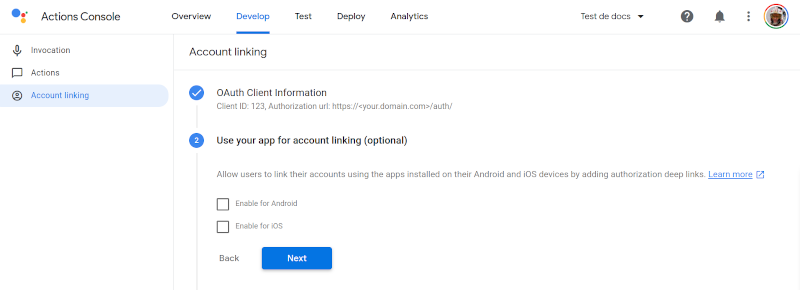 Actions Console Overview Develop Test Deploy Analytics Test de docs
Invocation
Actions
Account linking
Account linking
OAuth Client Information
Client ID: 123, Authorization url: https://<your.domain.com>/auth/
2 Use your app for account linking (optional)
Allow users to link their accounts using the apps installed on their Android and iOS devices by adding authorization deep links. Learn more
Enable for Android
Enable for iOS
Back Next